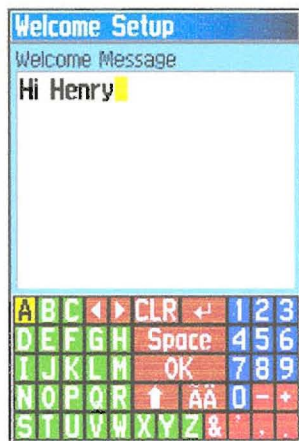 Welcome Setup
Welcome Message
Hi Henry
A B C CLR 1 2 3
D E F G H Space 4 5 6
I J K L M OK 7 8 9
N O P Q R ÄÀ 0 - +
S T U V W X Y Z & ' , .